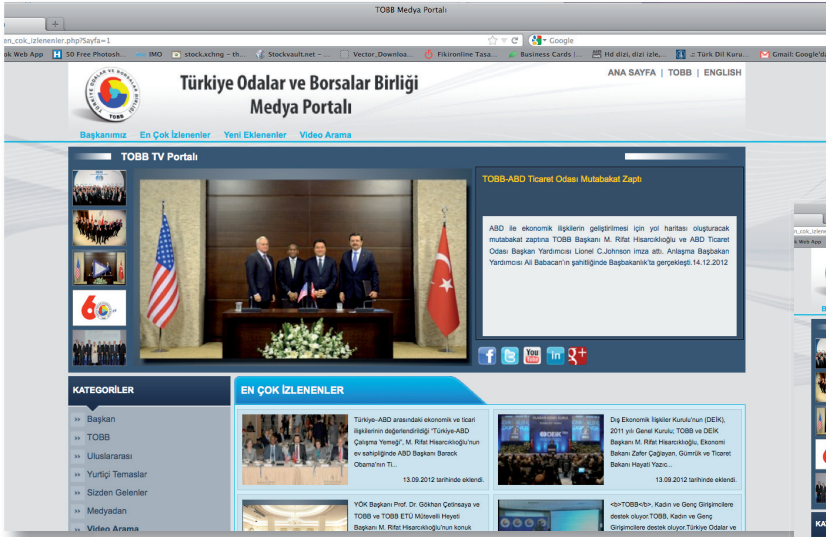 TOBB Medya Portalı
en_cok_izlenenler.php?Sayfa=1
Google
ok Web App 50 Free Photosh... IMO stock.xchng - th... Stockvault.net - ... Vector_Downloa... Fikironline Tasa... Business Cards |... Hd dizi, dizi izle,... .: Türk Dil Kuru... Gmail: Google'da
ANA SAYFA | TOBB | ENGLISH
Türkiye Odalar ve Borsalar Birliği
Medya Portalı
TOBB
Başkanımız En Çok İzlenenler Yeni Eklenenler Video Arama
TOBB TV Portalı
TOBB-ABD Ticaret Odası Mutabakat Zaptı
ABD ile ekonomik ilişkilerin geliştirilmesi için yol haritası oluşturacak
mutabakat zaptına TOBB Başkanı M. Rifat Hisarcıklıoğlu ve ABD Ticaret
Odası Başkan Yardımcısı Lionel C.Johnson imza attı. Anlaşma Başbakan
Yardımcısı Ali Babacan'ın şahitliğinde Başbakanlık'ta gerçekleşti.14.12.2012
You
KATEGORİLER
Başkan
TOBB
Uluslararası
Yurtiçi Temaslar
Sizden Gelenler
Medyadan
Video Arama
EN ÇOK İZLENENLER
Türkiye-ABD arasındaki ekonomik ve ticari
ilişkilerinin değerlendirildiği "Türkiye-ABD
Çalışma Yemeği", M. Rifat Hisarcıklıoğlu'nun
ev sahipliğinde ABD Başkanı Barack
Obama'nın Ti...
13.09.2012 tarihinde eklendi.
Dış Ekonomik İlişkiler Kurulu'nun (DEİK),
2011 yılı Genel Kurulu; TOBB ve DEİK
Başkanı M. Rifat Hisarcıklıoğlu, Ekonomi
Bakanı Zafer Çağlayan, Gümrük ve Ticaret
Bakanı Hayati Yazıc...
13.09.2012 tarihinde eklendi.
YÖK Başkanı Prof. Dr. Gökhan Çetinsaya ve
TOBB ve TOBB ETÜ Mütevelli Heyeti
Başkanı M. Rifat Hisarcıklıoğlu'nun konuk
<b>TOBB</b>, Kadın ve Genç Girişimcilere
destek oluyor.TOBB, Kadın ve Genç
Girişimcilere destek oluyor.Türkiye Odalar ve
n_cok_izlene
k Web App
KA